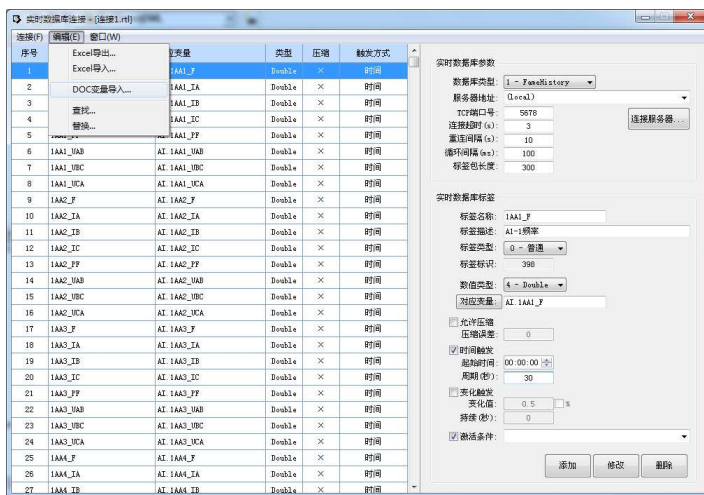 实时数据库连接 - [连接1.rtl]
连接(F) 编辑(E) 窗口(W)
Excel导出...
Excel导入...
DOC变量导入...
查找...
替换...
序号 应变量 类型 压缩 触发方式
1 1AA1_F Double × 时间
2 1AA1_IA Double × 时间
3 1AA1_IB Double × 时间
4 1AA1_IC Double × 时间
5 AI.1AA1_PF Double × 时间
6 1AA1_UAB AI.1AA1_UAB Double × 时间
7 1AA1_UBC AI.1AA1_UBC Double × 时间
8 1AA1_UCA AI.1AA1_UCA Double × 时间
9 1AA2_F AI.1AA2_F Double × 时间
10 1AA2_IA AI.1AA2_IA Double × 时间
11 1AA2_IB AI.1AA2_IB Double × 时间
12 1AA2_IC AI.1AA2_IC Double × 时间
13 1AA2_PF AI.1AA2_PF Double × 时间
14 1AA2_UAB AI.1AA2_UAB Double × 时间
15 1AA2_UBC AI.1AA2_UBC Double × 时间
16 1AA2_UCA AI.1AA2_UCA Double × 时间
17 1AA3_F AI.1AA3_F Double × 时间
18 1AA3_IA AI.1AA3_IA Double × 时间
19 1AA3_IB AI.1AA3_IB Double × 时间
20 1AA3_IC AI.1AA3_IC Double × 时间
21 1AA3_PF AI.1AA3_PF Double × 时间
22 1AA3_UAB AI.1AA3_UAB Double × 时间
23 1AA3_UBC AI.1AA3_UBC Double × 时间
24 1AA3_UCA AI.1AA3_UCA Double × 时间
25 1AA4_F AI.1AA4_F Double × 时间
26 1AA4_IA AI.1AA4_IA Double × 时间
27 1AA4_IB AI.1AA4_IB Double × 时间
实时数据库参数
数据库类型: 1 - FameHistory
服务器地址: (local)
TCP端口号: 5678
连接服务器...
连接超时(s): 3
重连间隔(s): 10
循环间隔(ms): 100
标签包长度: 300
实时数据库标签
标签名称: 1AA1_F
标签描述: A1-1频率
标签类型: 0 - 普通
标签标识: 398
数值类型: 4 - Double
对应变量: AI.1AA1_F
允许压缩
压缩误差: 0
时间触发
起始时间: 00:00:00
周期(秒): 30
变化触发
变化值: 0.5 %
持续(秒): 0
激活条件:
添加 修改 删除